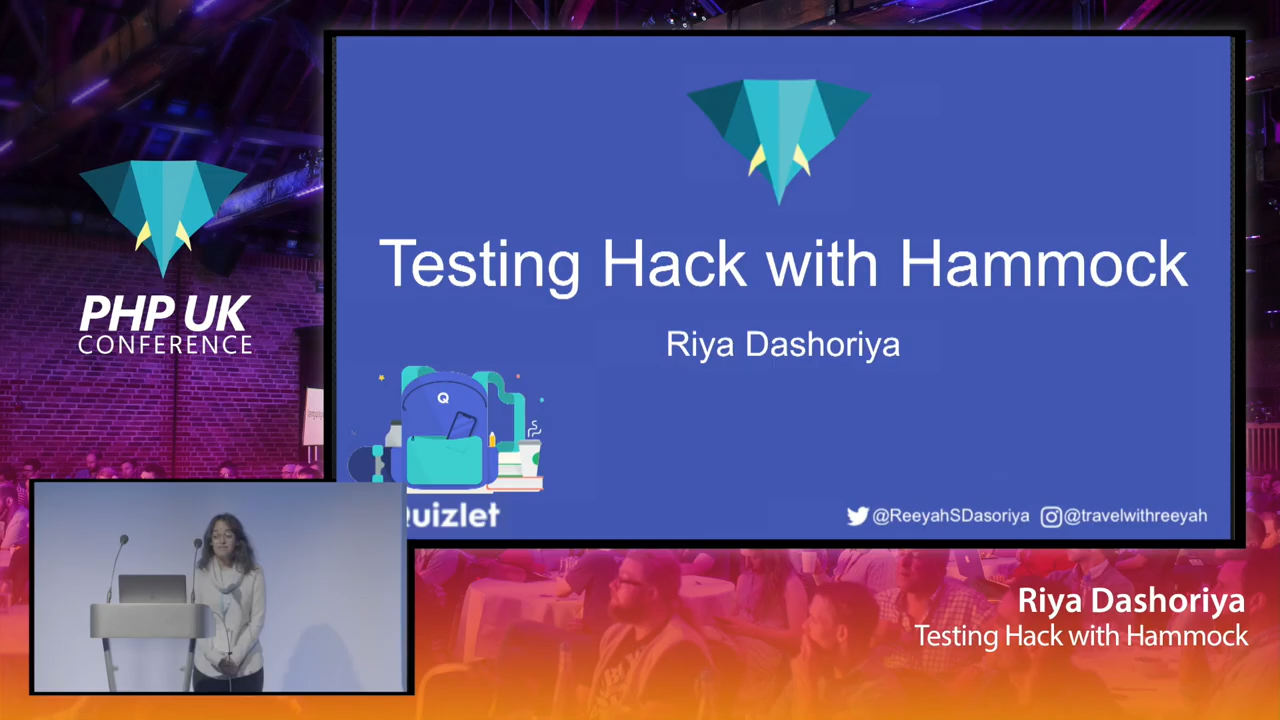 PHP UK
CONFERENCE
Testing Hack with Hammock
Riya Dashoriya
Q
uizlet
@ReeyahSDasoriya
@travelwithreeyah
Riya Dashoriya
Testing Hack with Hammock